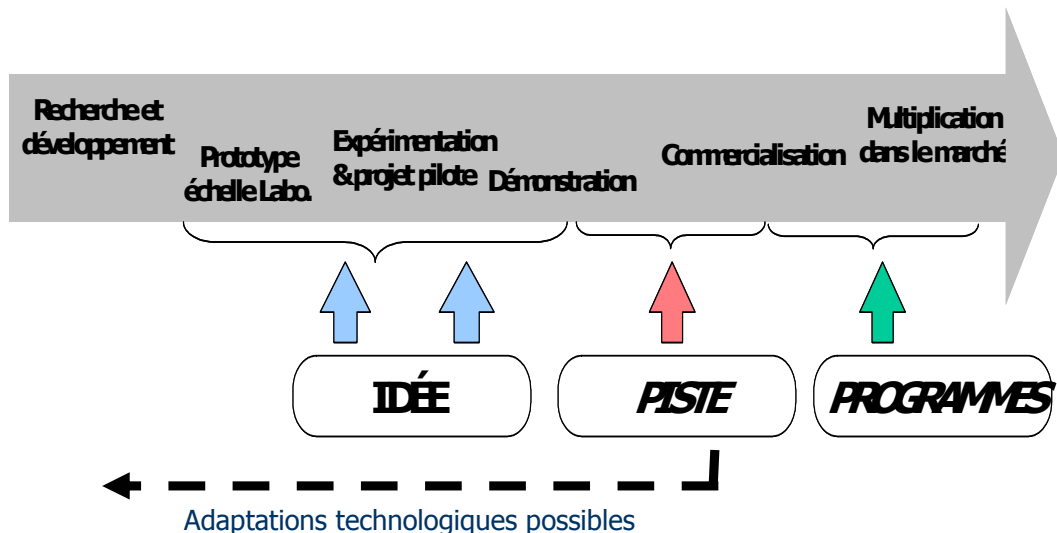 Recherche et
développement
Prototype
échelle Labo.
Expérimentation
& projet pilote
Démonstration
Commercialisation
Multiplication
dans le marché
IDÉE
PISTE
PROGRAMMES
Adaptations technologiques possibles